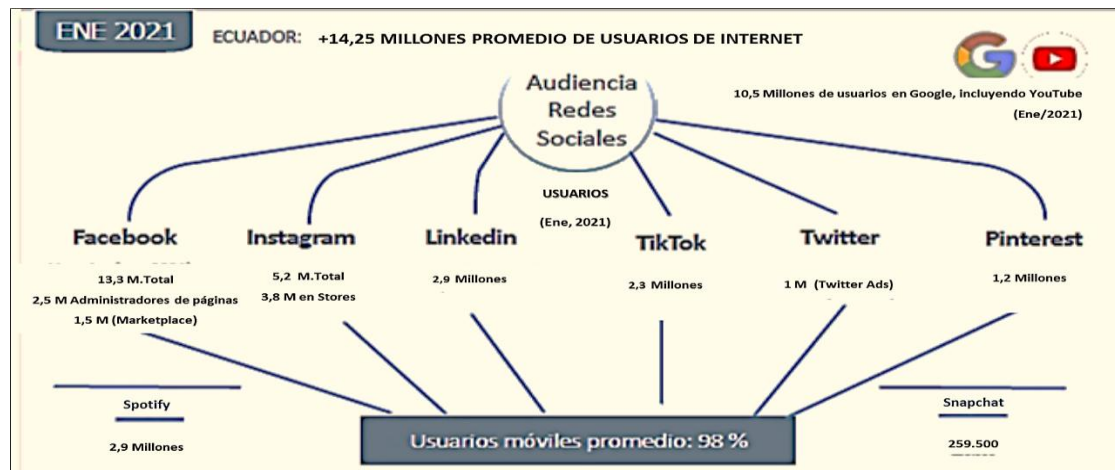 ENE 2021
ECUADOR: +14,25 MILLONES PROMEDIO DE USUARIOS DE INTERNET
10,5 Millones de usuarios en Google, incluyendo YouTube
(Ene/2021)
Audiencia
Redes
Sociales
USUARIOS
(Ene, 2021)
Facebook
13,3 M.Total
2,5 M Administradores de páginas
1,5 M (Marketplace)
Instagram
5,2 M.Total
3,8 M en Stores
Linkedin
2,9 Millones
TikTok
2,3 Millones
Twitter
1 M (Twitter Ads)
Pinterest
1,2 Millones
Spotify
2,9 Millones
Usuarios móviles promedio: 98 %
Snapchat
259.500